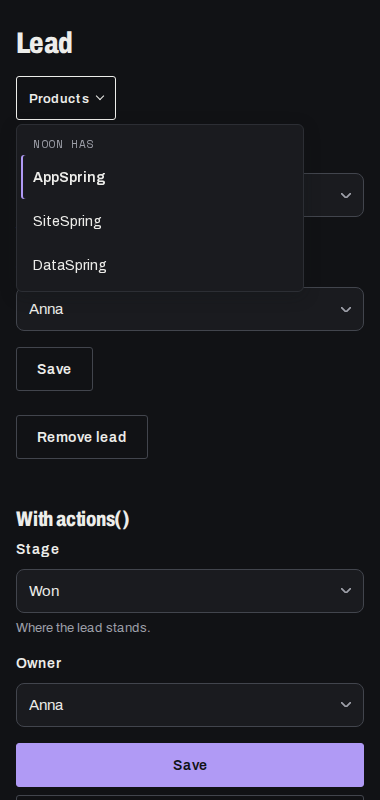 Lead
Products
NOON HAS
AppSpring
SiteSpring
DataSpring
Anna
Save
Remove lead
With actions()
Stage
Won
Where the lead stands.
Owner
Anna
Save